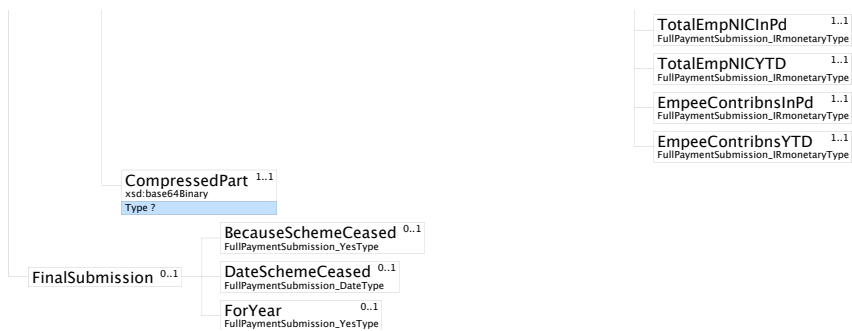 TotalEmpNICInPd 1..1
FullPaymentSubmission_IRmonetaryType
TotalEmpNICYTD 1..1
FullPaymentSubmission_IRmonetaryType
EmpeeContribnsInPd 1..1
FullPaymentSubmission_IRmonetaryType
EmpeeContribnsYTD 1..1
FullPaymentSubmission_IRmonetaryType
CompressedPart 1..1
xsd:base64Binary
Type ?
BecauseSchemeCeased 0..1
FullPaymentSubmission_YesType
FinalSubmission 0..1
DateSchemeCeased 0..1
FullPaymentSubmission_DateType
ForYear 0..1
FullPaymentSubmission_YesType